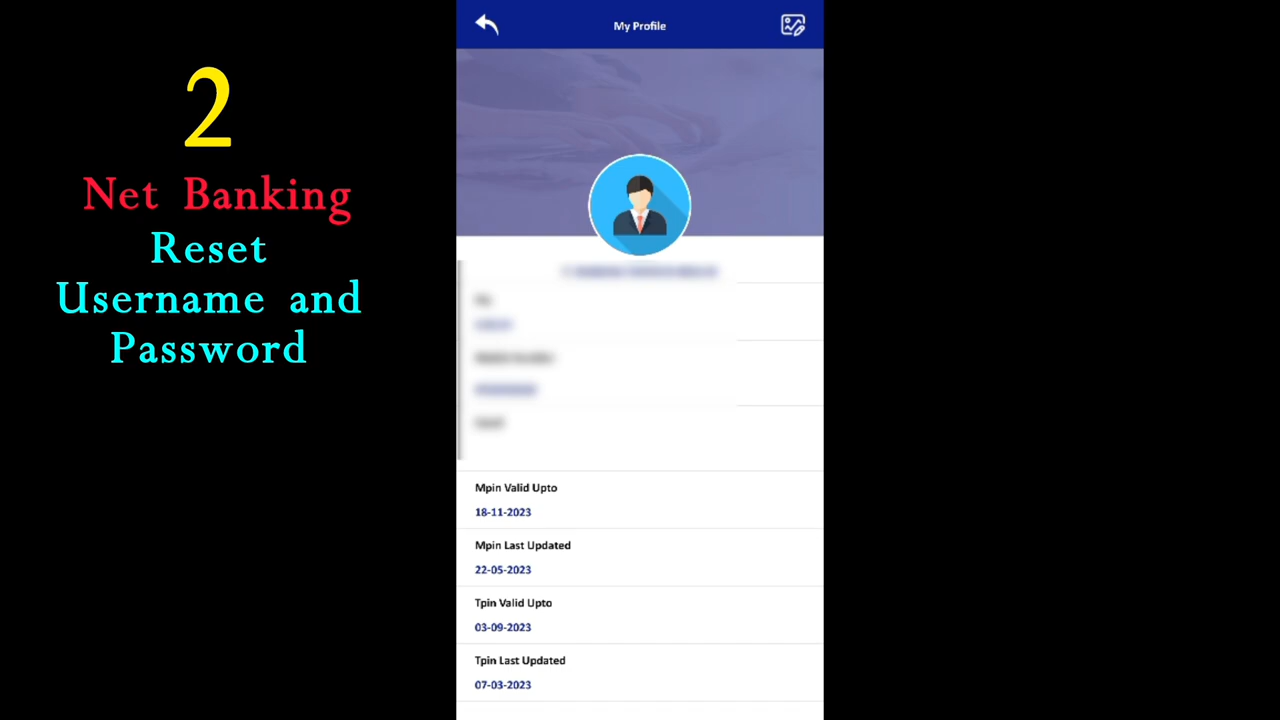 2
Net Banking
Reset
Username and
Password
My Profile
Mpin Valid Upto
18-11-2023
Mpin Last Updated
22-05-2023
Tpin Valid Upto
03-09-2023
Tpin Last Updated
07-03-2023